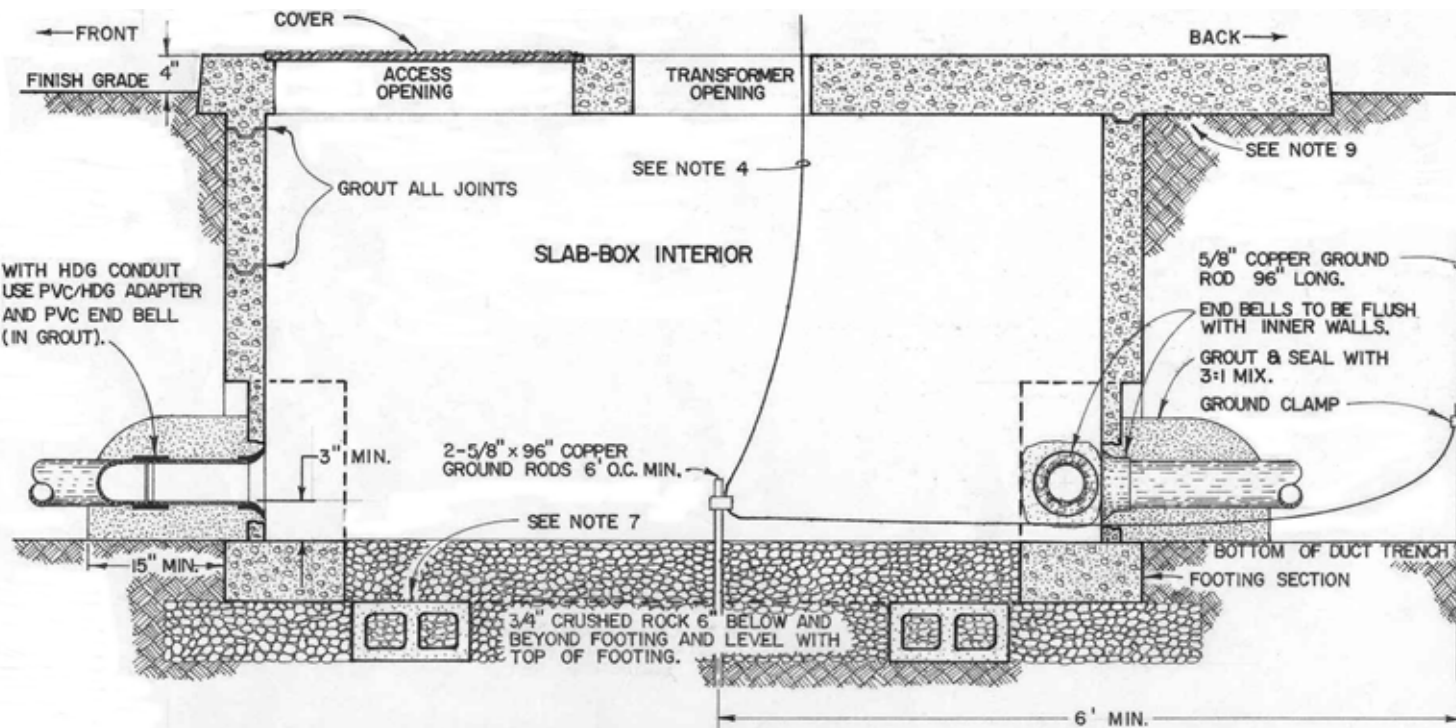 COVER
FRONT
BACK
4"
FINISH GRADE
ACCESS
OPENING
TRANSFORMER
OPENING
SEE NOTE 9
SEE NOTE 4
GROUT ALL JOINTS
SLAB-BOX INTERIOR
WITH HDG CONDUIT
USE PVC/HDG ADAPTER
AND PVC END BELL
(IN GROUT).
5/8" COPPER GROUND
ROD 96" LONG.
END BELLS TO BE FLUSH
WITH INNER WALLS.
GROUT & SEAL WITH
3:1 MIX.
GROUND CLAMP
3" MIN.
2-5/8" x 96" COPPER
GROUND RODS 6' O.C. MIN.
SEE NOTE 7
15" MIN.
BOTTOM OF DUCT TRENCH
FOOTING SECTION
3/4" CRUSHED ROCK 6" BELOW AND
BEYOND FOOTING AND LEVEL WITH
TOP OF FOOTING.
6' MIN.